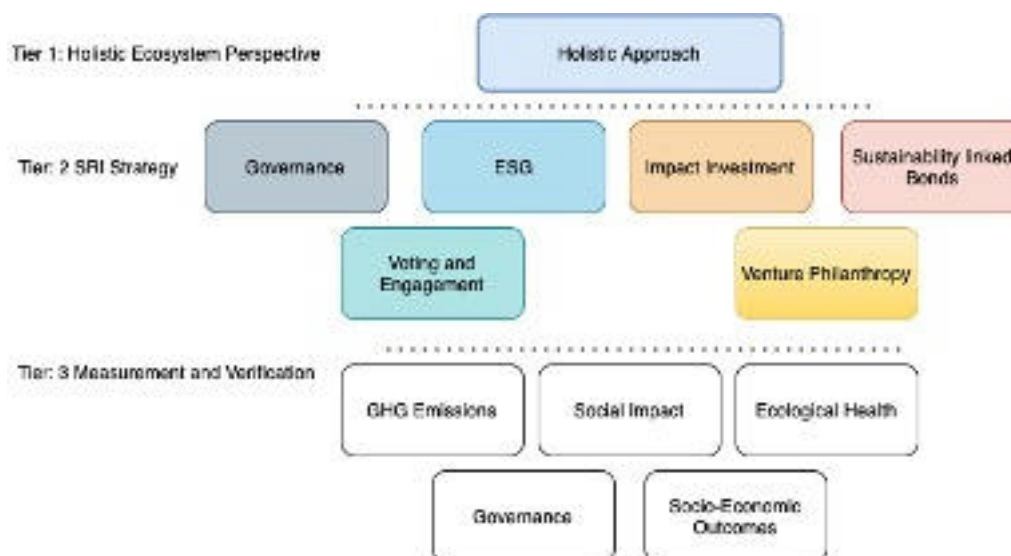 Tier 1: Holistic Ecosystem Perspective
Holistic Approach
Tier: 2 SRI Strategy
Governance
ESG
Impact Investment
Sustainability linked
Bonds
Voting and
Engagement
Venture Philanthropy
Tier: 3 Measurement and Verification
GHG Emissions
Social Impact
Ecological Health
Governance
Socio-Economic
Outcomes